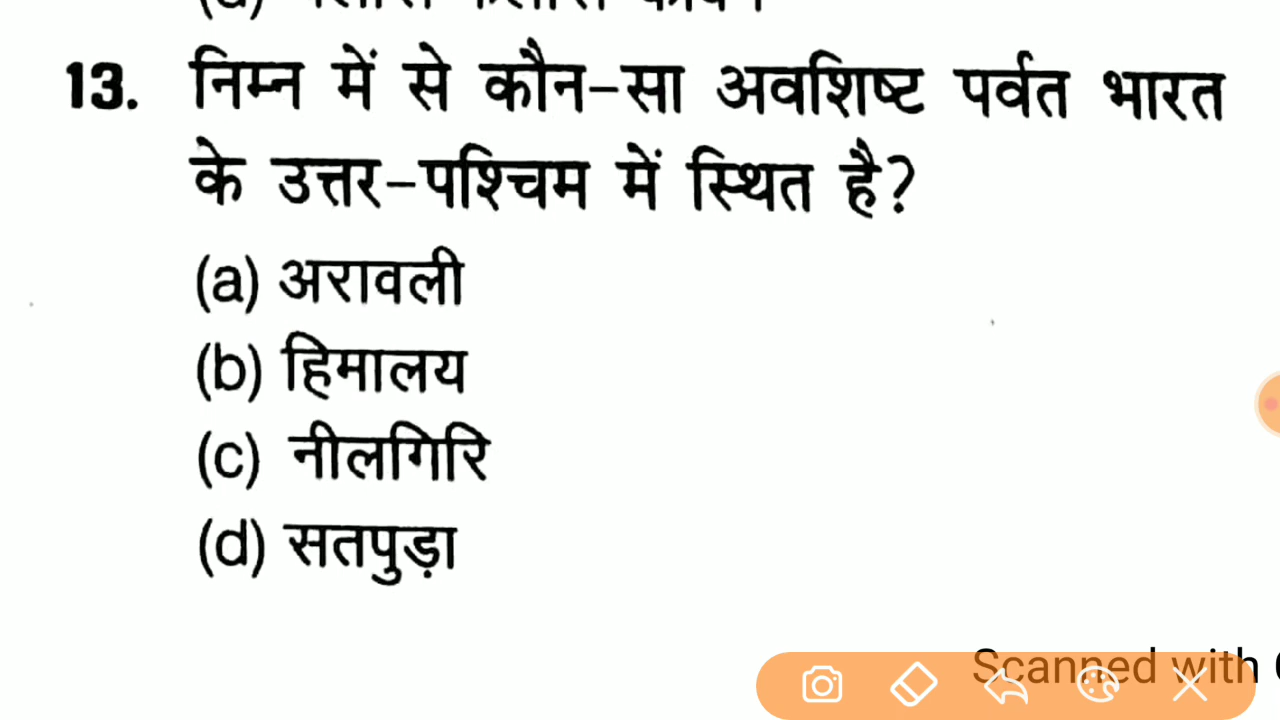 13. निम्न में से कौन-सा अवशिष्ट पर्वत भारत
के उत्तर-पश्चिम में स्थित है?
(a) अरावली
(b) हिमालय
(c) नीलगिरि
(d) सतपुड़ा
Scanned with